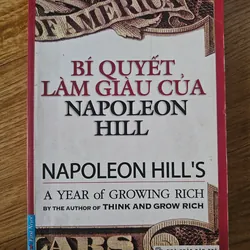 OF AMERICA
BÍ QUYẾT
LÀM GIÀU CỦA
NAPOLEON
HILL
NAPOLEON HILL'S
A YEAR of GROWING RICH
BY THE AUTHOR OF THINK AND GROW RICH